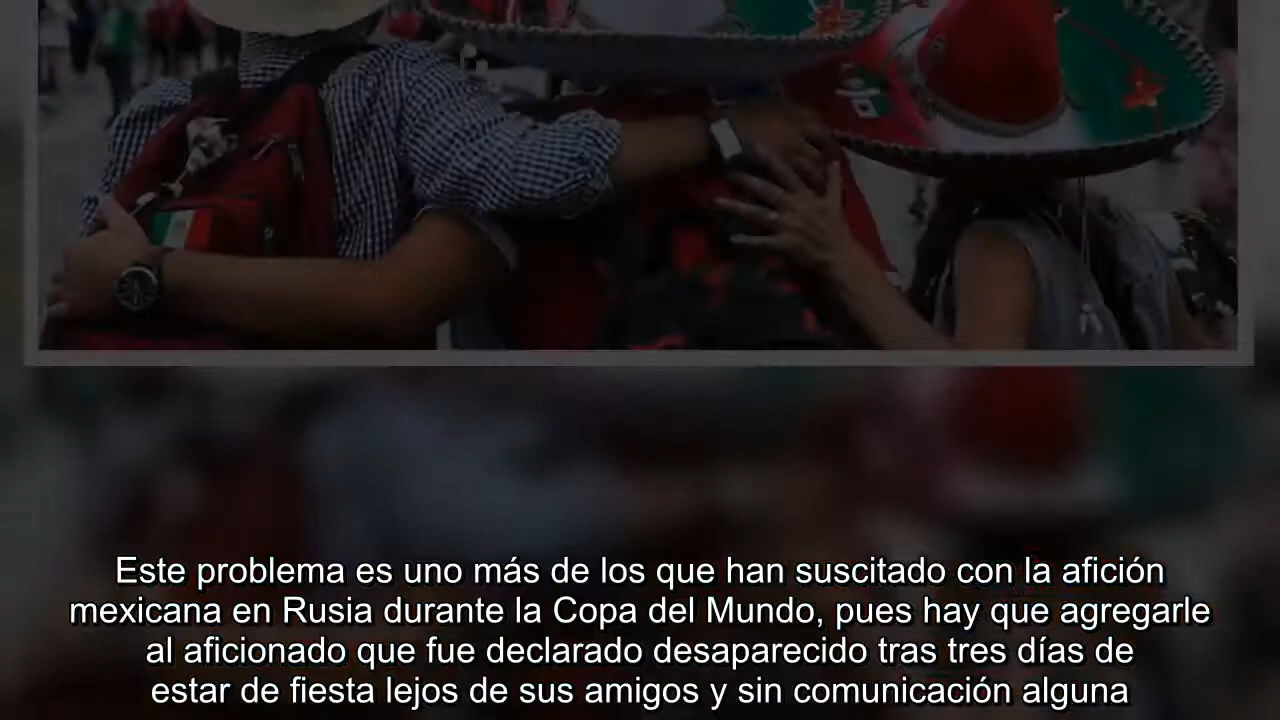 Este problema es uno más de los que han suscitado con la afición
mexicana en Rusia durante la Copa del Mundo, pues hay que agregarle
al aficionado que fue declarado desaparecido tras tres días de
estar de fiesta lejos de sus amigos y sin comunicación alguna